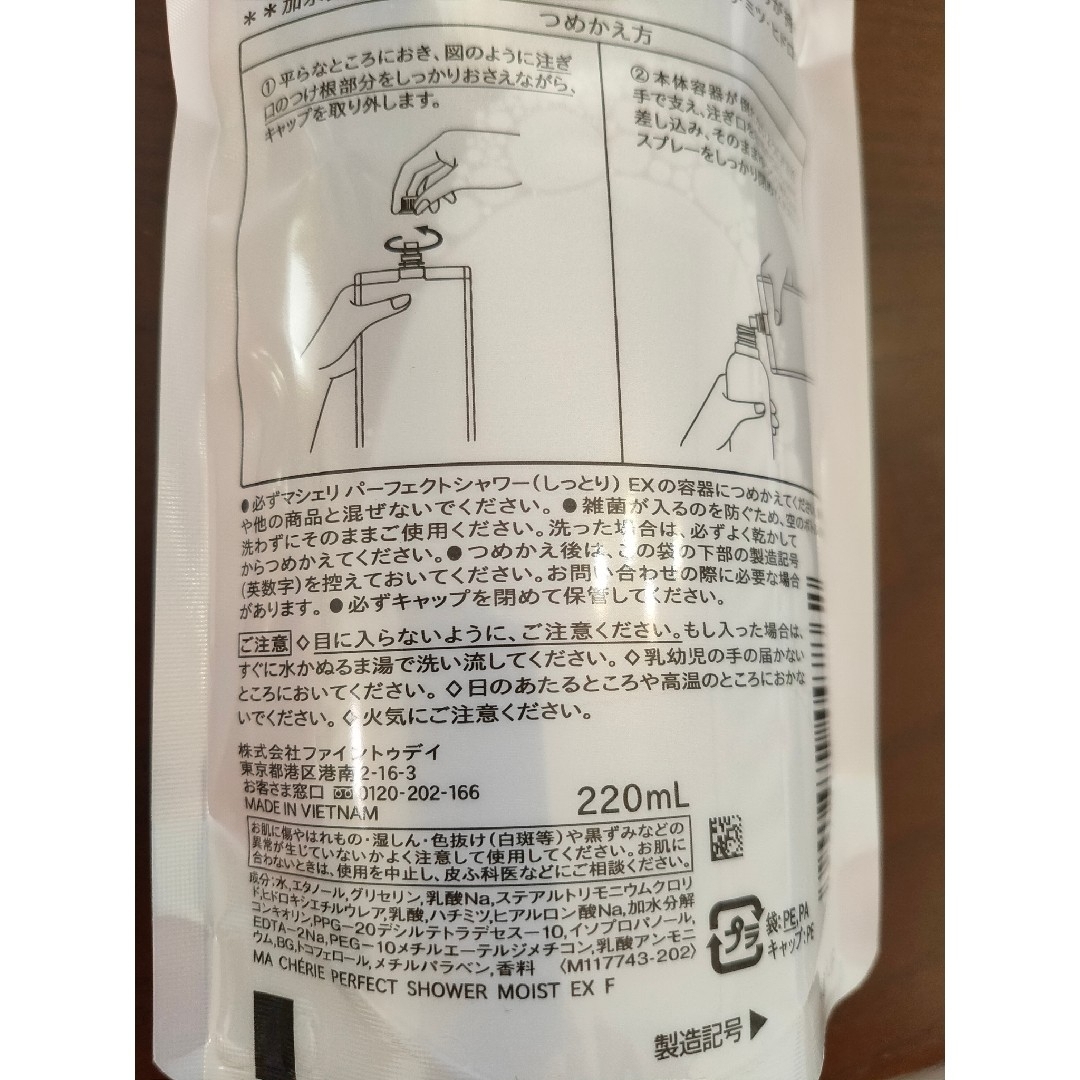 ＊＊加水
つめかえ方
①平らなところにおき、図のように注ぎ
口のつけ根部分をしっかりおさえながら、
キャップを取り外します。
②本体容器が
手で支え、注ぎ口を
差し込み、そのまま
スプレーをしっかり
●必ずマシェリ パーフェクトシャワー(しっとり) EXの容器につめかえてくだ
や他の商品と混ぜないでください。●雑菌が入るのを防ぐため、空の
洗わずにそのままご使用ください。洗った場合は、必ずよく乾かして
からつめかえてください。●つめかえ後は、この袋の下部の製造記号
(英数字)を控えておいてください。お問い合わせの際に必要な場合
があります。●必ずキャップを閉めて保管してください。
ご注意 ◇目に入らないように、ご注意ください。もし入った場合は、
すぐに水かぬるま湯で洗い流してください。◇乳幼児の手の届かない
ところにおいてください。◇日のあたるところや高温のところにおかな
いでください。◇火気にご注意ください。
株式会社ファイントゥデイ
東京都港区港南2-16-3
お客さま窓口 0120-202-166
MADE IN VIETNAM
220mL
お肌に傷やはれもの・湿しん・色抜け(白斑等)や黒ずみなどの
異常が生じていないかよく注意して使用してください。お肌に
合わないときは、使用を中止し、皮ふ科医などにご相談ください。
成分:水,エタノール,グリセリン,乳酸Na,ステアルトリモニウムクロリ
ド,ヒドロキシエチルウレア,乳酸,ハチミツ,ヒアルロン酸Na,加水分解
コンキオリン,PPG-20デシルテトラデセス-10,イソプロパノール,
EDTA-2Na,PEG-10メチルエーテルジメチコン,乳酸アンモニ
ウム,BG,トコフェロール,メチルパラベン,香料 〈M117743-202〉
MA CHÉRIE PERFECT SHOWER MOIST EX F
プラ
袋:PE,PA
キャップ:PE
製造記号▶